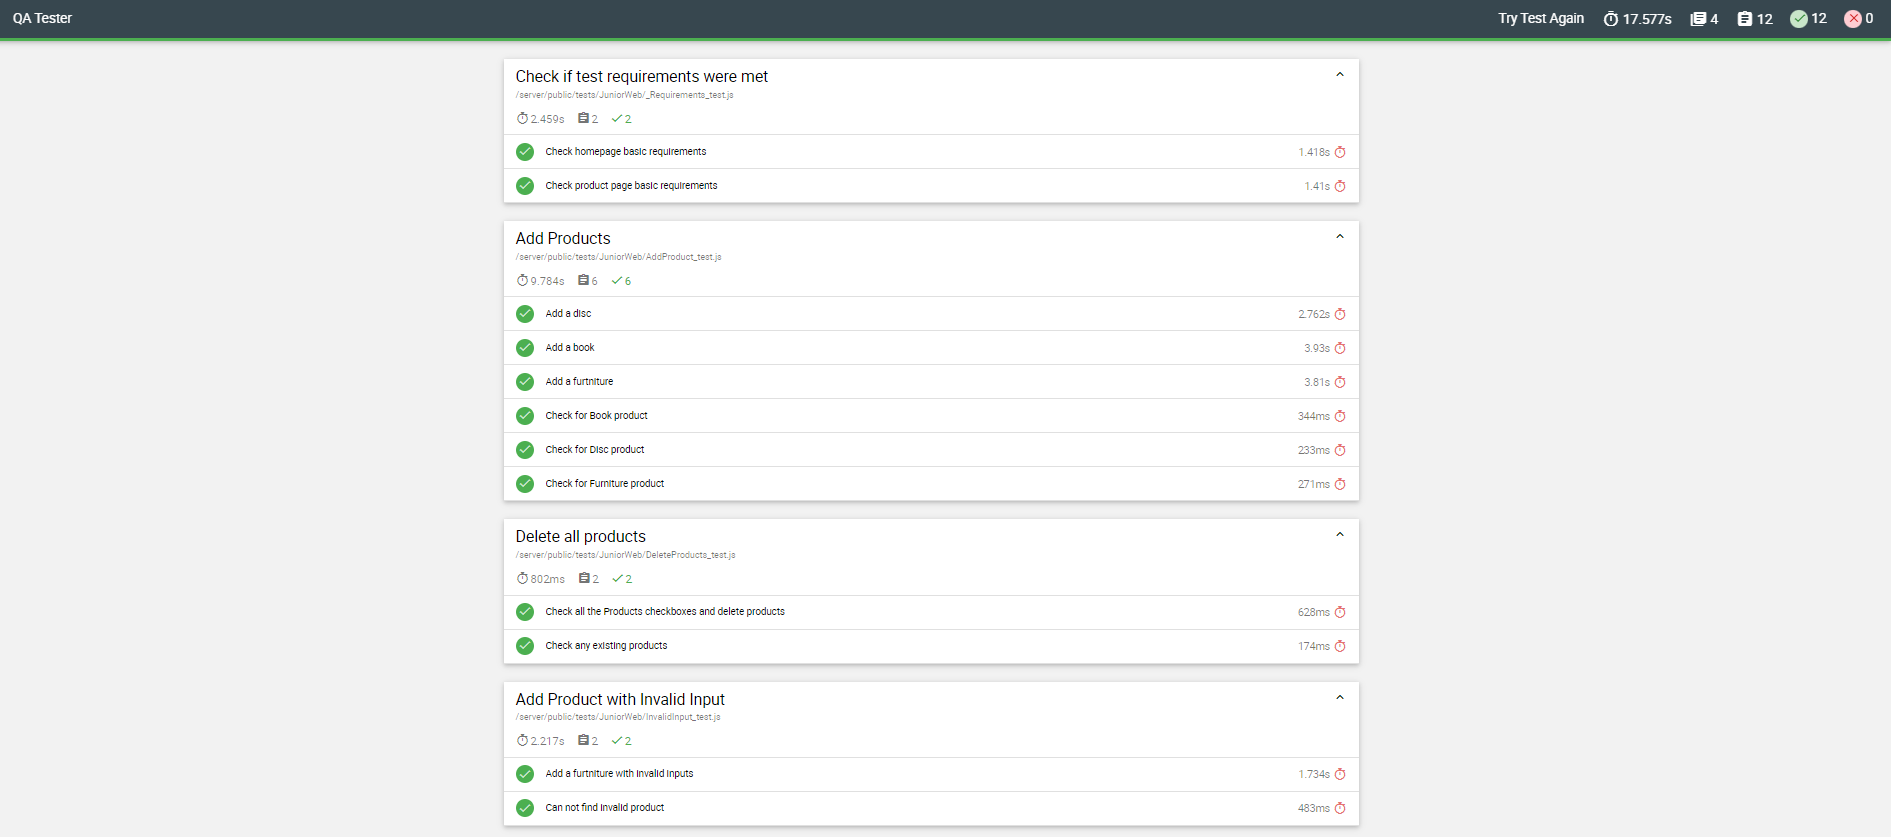 QA Tester
Try Test Again 17.577s 4 12 12 0
Check if test requirements were met
/server/public/tests/JuniorWeb/_Requirements_test.js
2.459s 2 2
Check homepage basic requirements 1.418s
Check product page basic requirements 1.41s
Add Products
/server/public/tests/JuniorWeb/AddProduct_test.js
9.784s 6 6
Add a disc 2.762s
Add a book 3.93s
Add a furtniture 3.81s
Check for Book product 344ms
Check for Disc product 233ms
Check for Furniture product 271ms
Delete all products
/server/public/tests/JuniorWeb/DeleteProducts_test.js
802ms 2 2
Check all the Products checkboxes and delete products 628ms
Check any existing products 174ms
Add Product with Invalid Input
/server/public/tests/JuniorWeb/InvalidInput_test.js
2.217s 2 2
Add a furtniture with invalid inputs 1.734s
Can not find invalid product 483ms